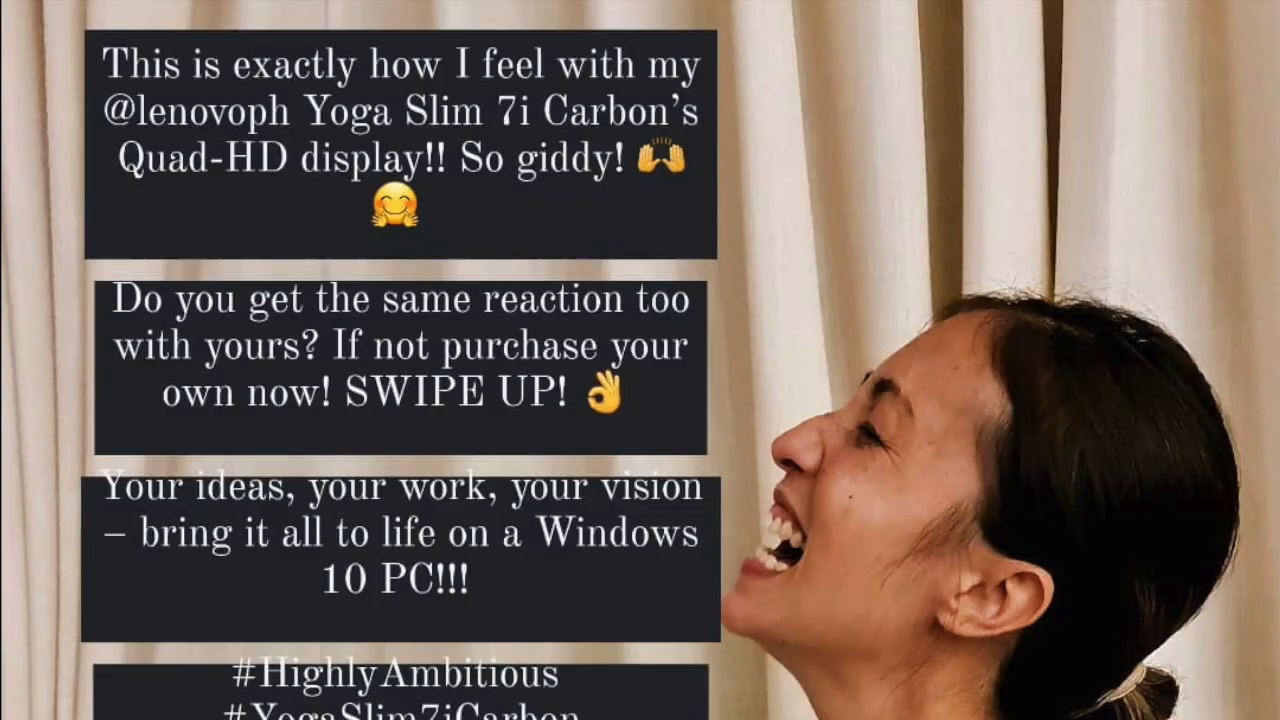 This is exactly how I feel with my
@lenovoph Yoga Slim 7i Carbon’s
Quad-HD display!! So giddy! 🙌
🤗
Do you get the same reaction too
with yours? If not purchase your
own now! SWIPE UP! 👌
Your ideas, your work, your vision
– bring it all to life on a Windows
10 PC!!!
#HighlyAmbitious
#YogaSlim7iCarbon